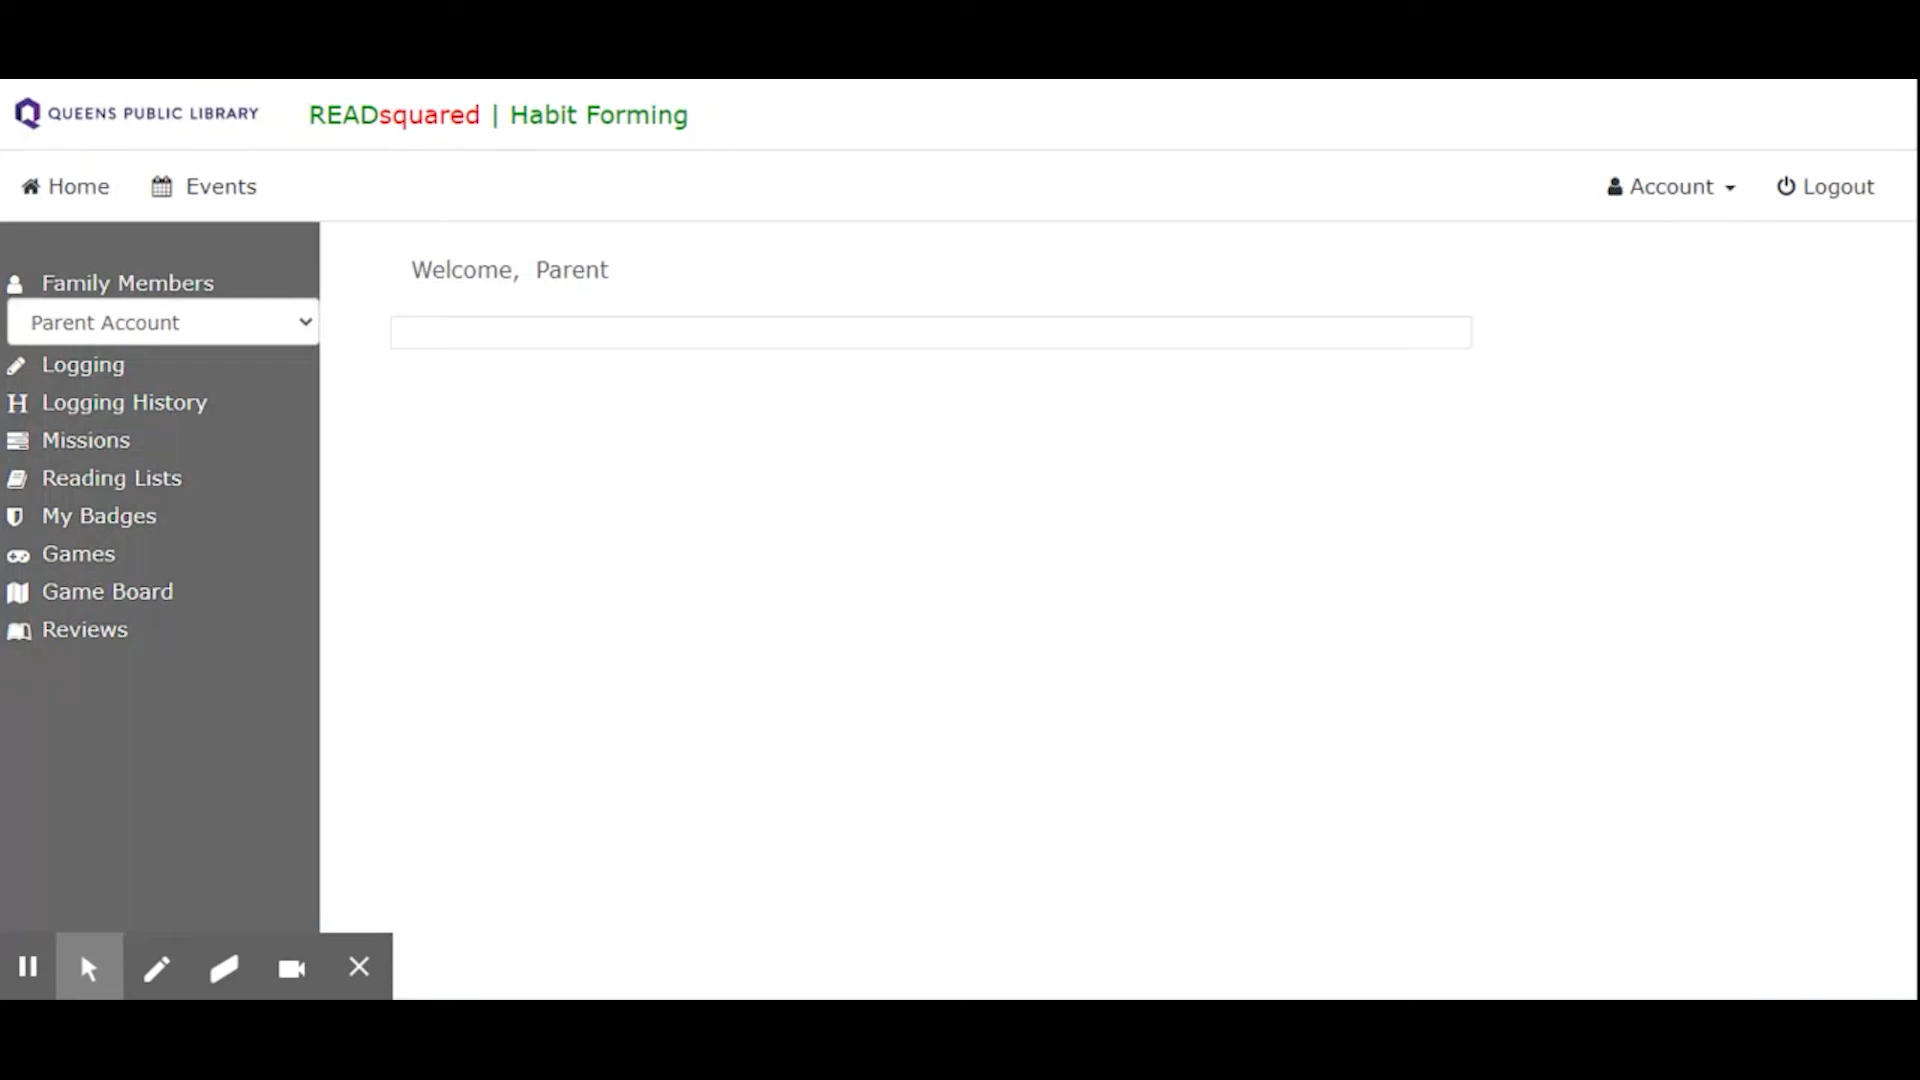 QUEENS PUBLIC LIBRARY
READsquared | Habit Forming
Home
Events
Account
Logout
Family Members
Parent Account
Logging
H Logging History
Missions
Reading Lists
My Badges
Games
Game Board
Reviews
Welcome, Parent